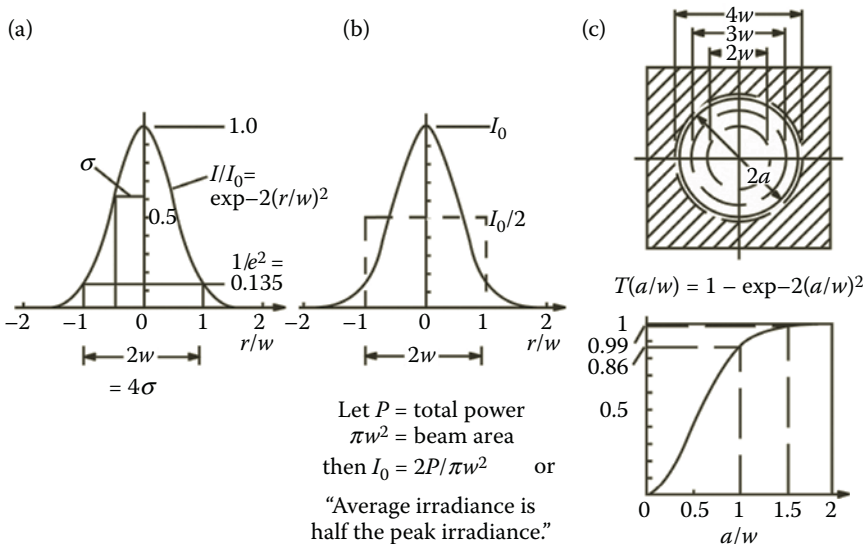 (a)
1.0
σ
I/I₀=
exp–2(r/w)²
0.5
1/e² =
0.135
–2 –1 0 1 2
r/w
2w
= 4σ
(b)
I₀
I₀/2
–2 –1 0 1 2
r/w
2w
Let P = total power
πw² = beam area
then I₀ = 2P/πw² or
“Average irradiance is
half the peak irradiance.”
(c)
4w
3w
2w
2a
T(a/w) = 1 – exp–2(a/w)²
1
0.99
0.86
0.5
0 0.5 1 1.5 2
a/w